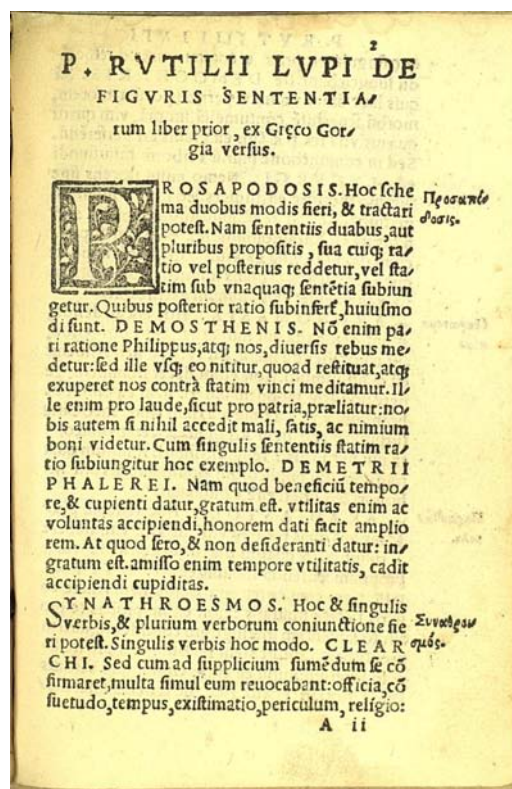 2
P. RVTILII LVPI DE
FIGVRIS SENTENTIA/
rum liber prior, ex Gręco Gor/
gia versus.
PROSAPODOSIS. Hoc sche
ma duobus modis fieri, & tractari
potest. Nam sententiis duabus, aut
pluribus propositis, sua cuiq; ra/
tio vel posterius reddetur, vel sta/
tim sub vnaquaq; sentētia subiun
getur. Quibus posterior ratio subinfert̃, huiusmo
di sunt. DEMOSTHENIS. Nō enim pa/
ri ratione Philippus, atq; nos, diuersis rebus me/
detur: sed ille vsq; eo nititur, quoad restituat, atq;
exuperet nos contrà statim vinci meditamur. Il/
le enim pro laude, sicut pro patria, præliatur: no/
bis autem si nihil accedit mali, satis, ac nimium
boni videtur. Cum singulis sententiis statim ra/
tio subiungitur hoc exemplo. DEMETRII
PHALEREI. Nam quod beneficiū tempo/
re, & cupienti datur, gratum est. vtilitas enim ac
voluntas accipiendi, honorem dati facit amplio
rem. At quod sero, & non desideranti datur: in/
gratum est. amisso enim tempore vtilitatis, cadit
accipiendi cupiditas.
SYNATHROESMOS. Hoc & singulis
verbis, & plurium verborum coniunctione fie
ri potest. Singulis verbis hoc modo. CLEAR
CHI. Sed cum ad supplicium sumēdum se cō
firmaret, multa simul eum reuocabant: officia, cō
suetudo, tempus, existimatio, periculum, religio:
A ii
Προσαπό
δοσις.
Συναθροι
σμός.